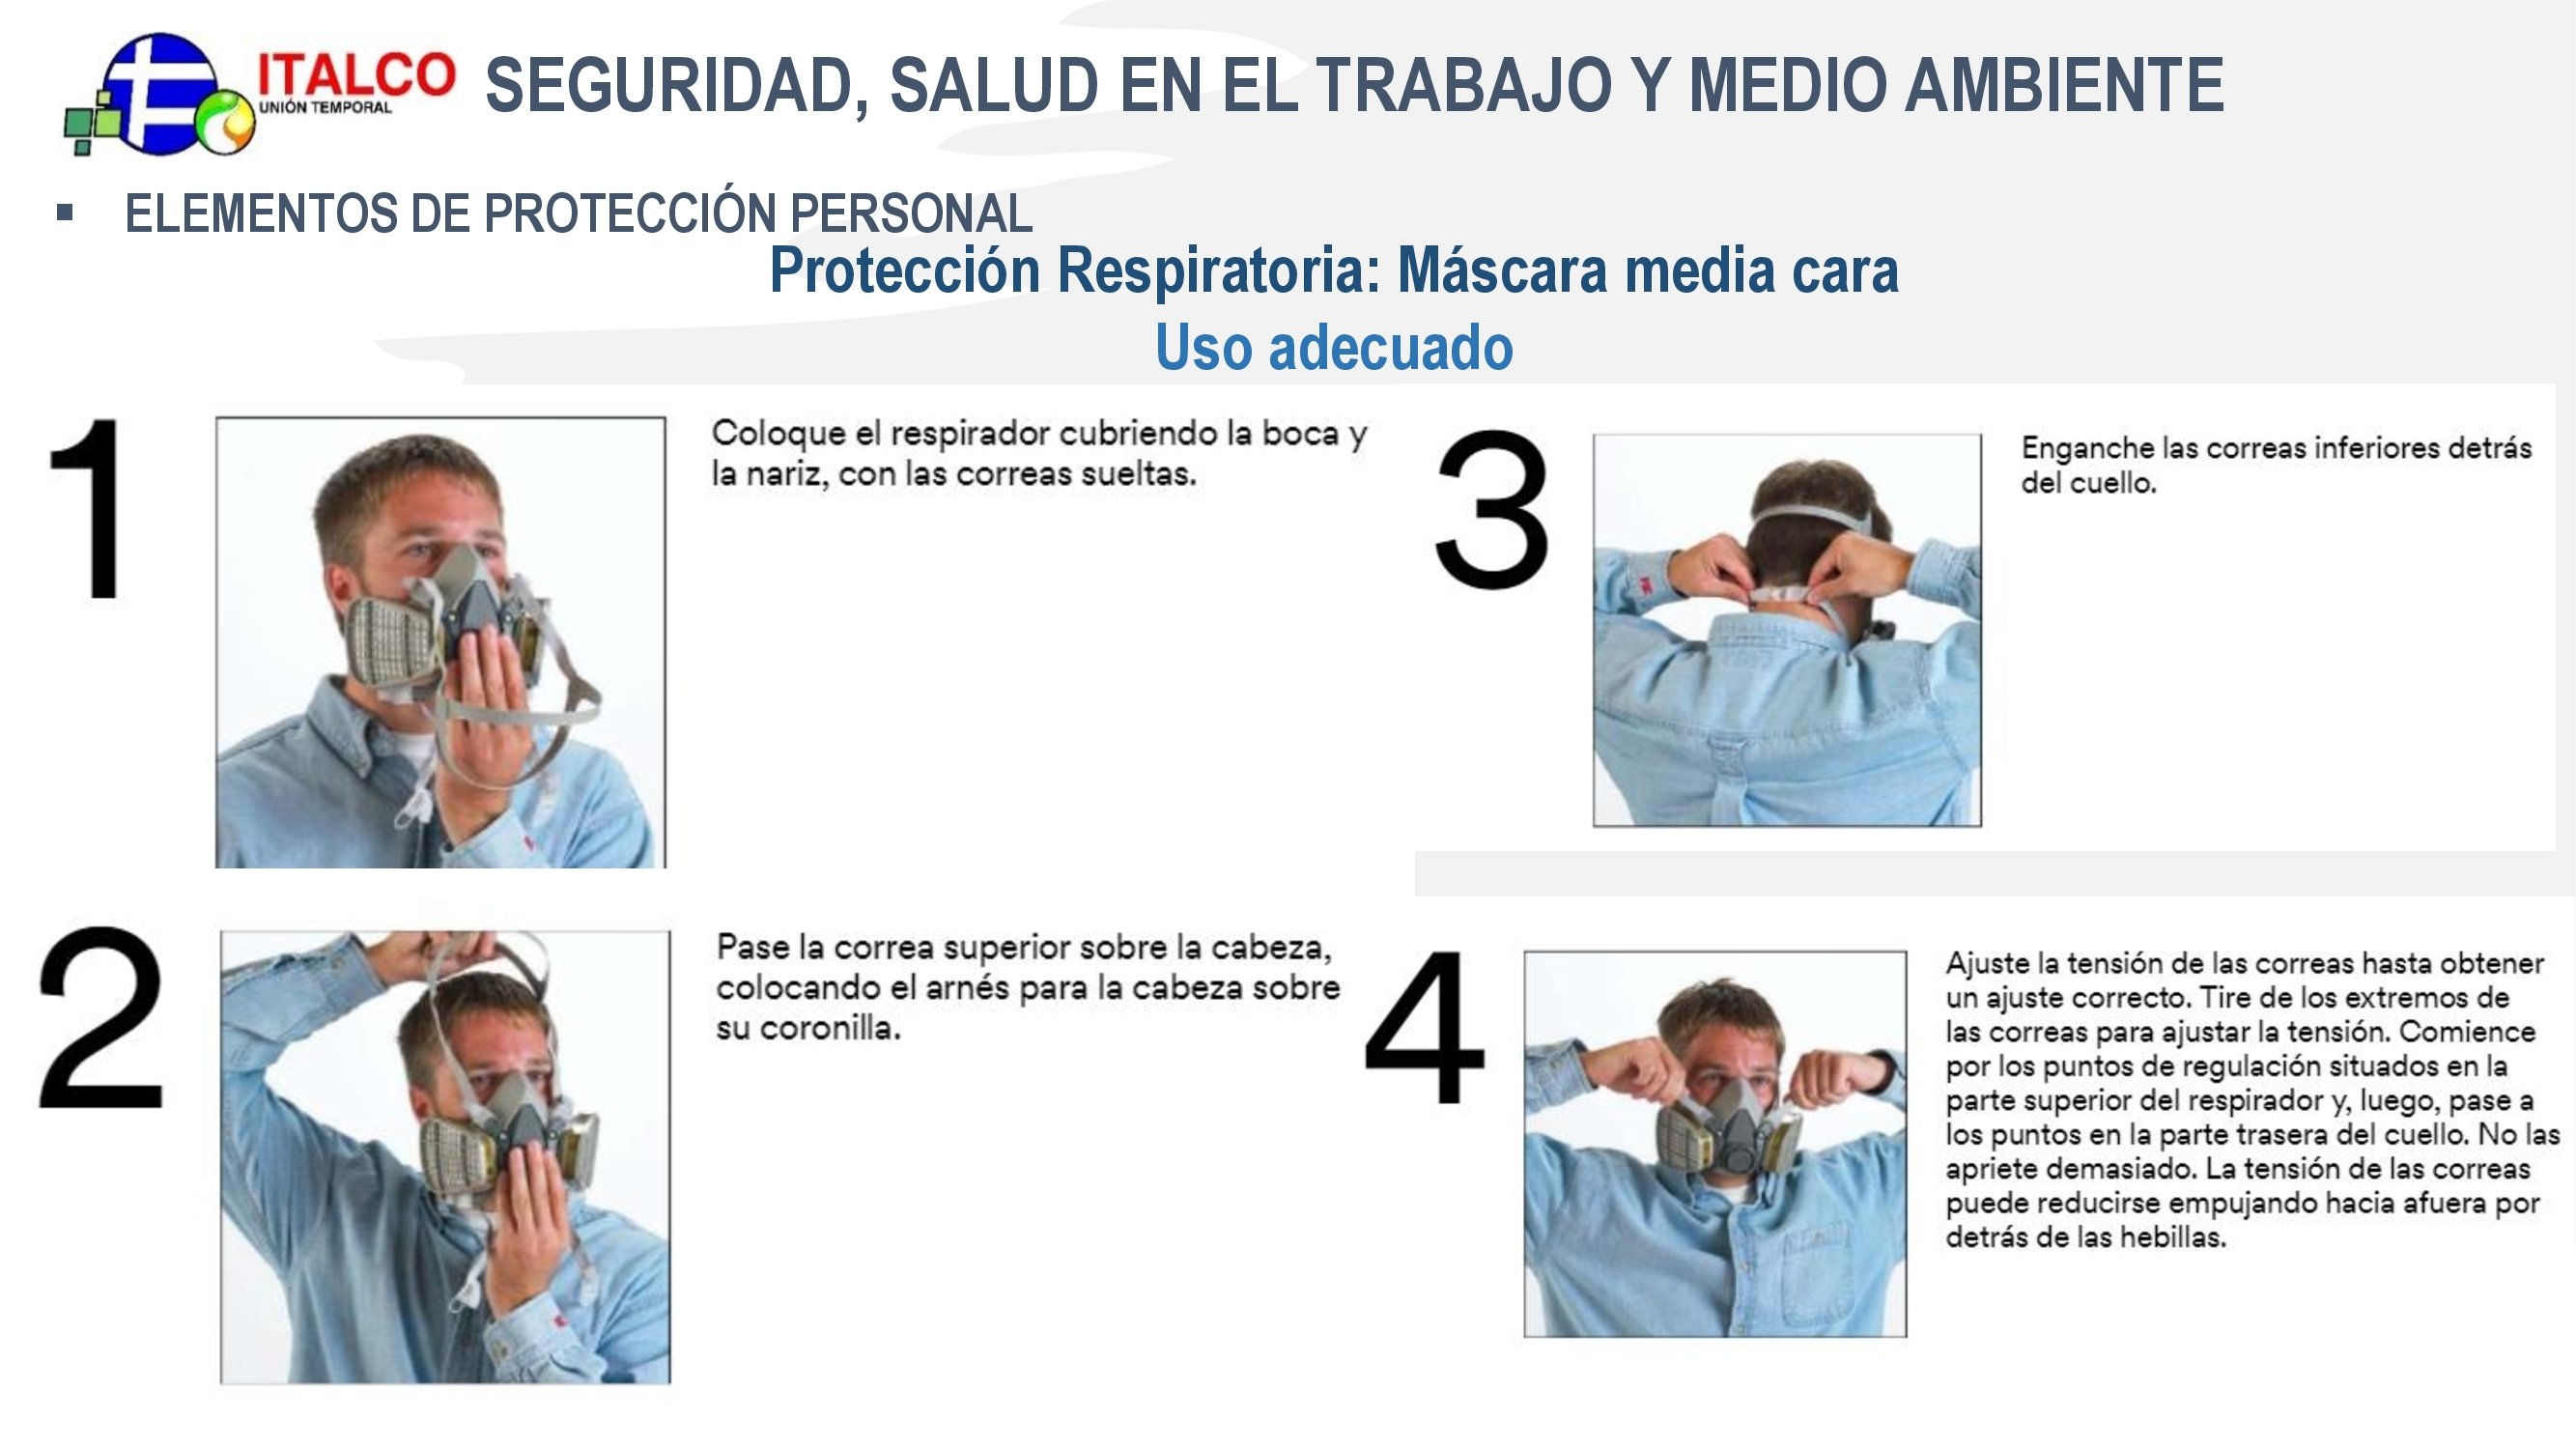 ITALCO
UNIÓN TEMPORAL
SEGURIDAD, SALUD EN EL TRABAJO Y MEDIO AMBIENTE
▪ ELEMENTOS DE PROTECCIÓN PERSONAL
Protección Respiratoria: Máscara media cara
Uso adecuado
1
Coloque el respirador cubriendo la boca y
la nariz, con las correas sueltas.
2
Pase la correa superior sobre la cabeza,
colocando el arnés para la cabeza sobre
su coronilla.
3
Enganche las correas inferiores detrás
del cuello.
4
Ajuste la tensión de las correas hasta obtener
un ajuste correcto. Tire de los extremos de
las correas para ajustar la tensión. Comience
por los puntos de regulación situados en la
parte superior del respirador y, luego, pase a
los puntos en la parte trasera del cuello. No las
apriete demasiado. La tensión de las correas
puede reducirse empujando hacia afuera por
detrás de las hebillas.